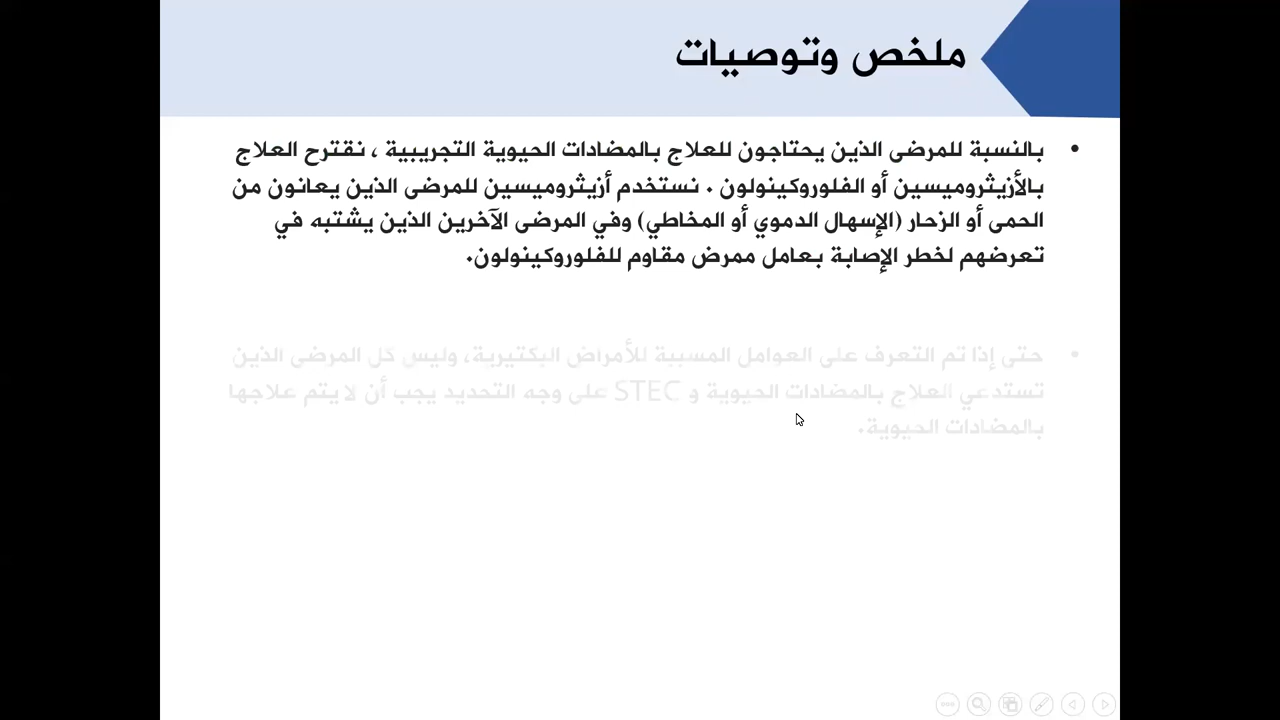 ملخص وتوصيات
• بالنسبة للمرضى الذين يحتاجون للعلاج بالمضادات الحيوية التجريبية ، نقترح العلاج
بالأزيثروميسين أو الفلوروكينولون . نستخدم أزيثروميسين للمرضى الذين يعانون من
الحمى أو الزحار (الإسهال الدموي أو المخاطي) وفي المرضى الآخرين الذين يشتبه في
تعرضهم لخطر الإصابة بعامل ممرض مقاوم للفلوروكينولون.
• حتى إذا تم التعرف على العوامل المسببة للأمراض البكتيرية، وليس كل المرضى الذين
تستدعي العلاج بالمضادات الحيوية و STEC على وجه التحديد يجب أن لا يتم علاجها
بالمضادات الحيوية.